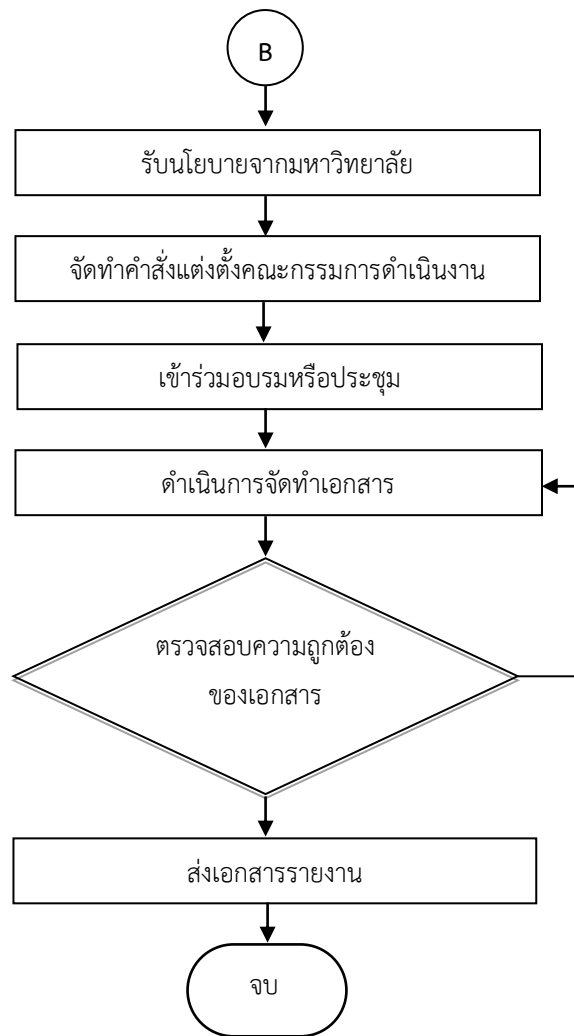 B
รับนโยบายจากมหาวิทยาลัย
จัดทำคำสั่งแต่งตั้งคณะกรรมการดำเนินงาน
เข้าร่วมอบรมหรือประชุม
ดำเนินการจัดทำเอกสาร
ตรวจสอบความถูกต้อง
ของเอกสาร
ส่งเอกสารรายงาน
จบ